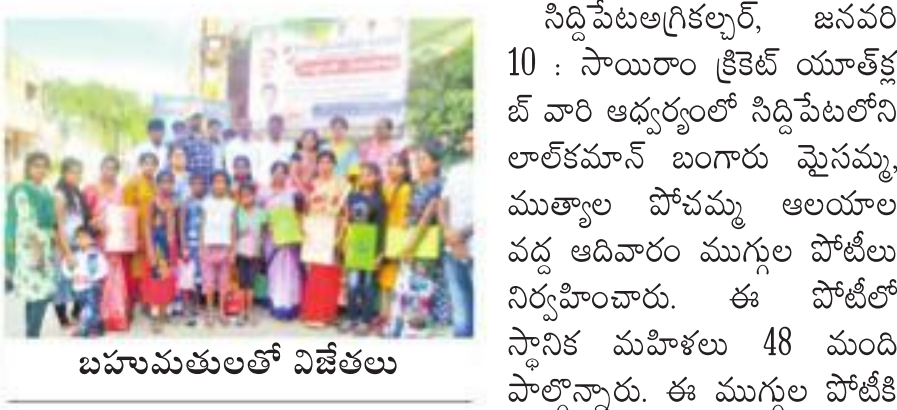 సిద్దిపేటఅగ్రికల్చర్, జనవరి
10 : సాయిరాం క్రికెట్ యూత్‌క్ల
బ్ వారి ఆధ్వర్యంలో సిద్దిపేటలోని
లాల్‌కమాన్ బంగారు మైసమ్మ,
ముత్యాల పోచమ్మ ఆలయాల
వద్ద ఆదివారం ముగ్గుల పోటీలు
నిర్వహించారు. ఈ పోటీలో
స్థానిక మహిళలు 48 మంది
పాల్గొన్నారు. ఈ ముగ్గుల పోటీకి
బహుమతులతో విజేతలు